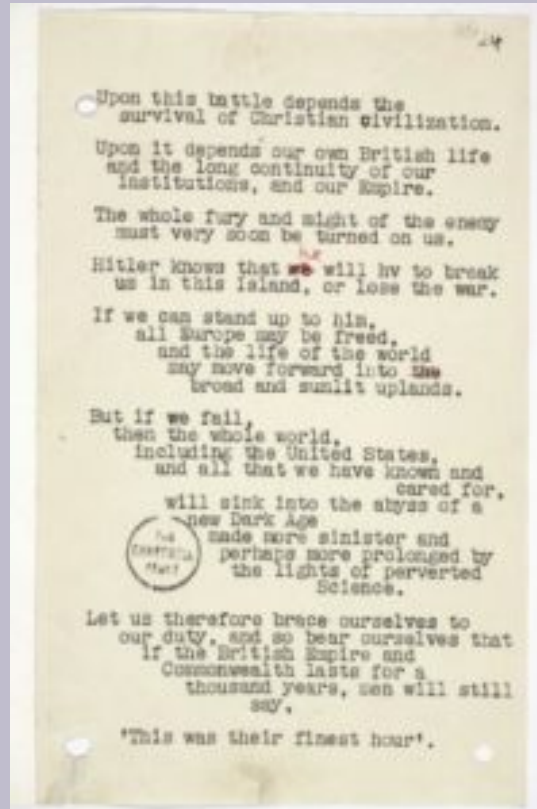 24
Upon this battle depends the
survival of Christian civilization.
Upon it depends our own British life
and the long continuity of our
institutions, and our Empire.
The whole fury and might of the enemy
must very soon be turned on us.
he
Hitler knows that we will hv to break
us in this Island, or lose the war.
If we can stand up to him,
all Europe may be freed,
and the life of the world
may move forward into the
broad and sunlit uplands.
But if we fail,
then the whole world,
including the United States,
and all that we have known and
cared for,
will sink into the abyss of a
new Dark Age
made more sinister and
perhaps more prolonged by
the lights of perverted
Science.
THE
CHARTWELL
TRUST
Let us therefore brace ourselves to
our duty, and so bear ourselves that
if the British Empire and
Commonwealth lasts for a
thousand years, men will still
say,
'This was their finest hour'.